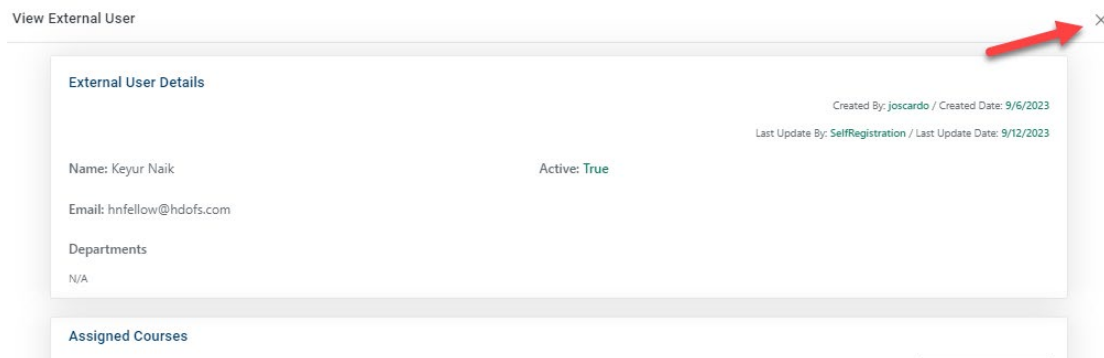 View External User
External User Details
Created By: joscardo / Created Date: 9/6/2023
Last Update By: SelfRegistration / Last Update Date: 9/12/2023
Name: Keyur Naik Active: True
Email: hnfellow@hdofs.com
Departments
N/A
Assigned Courses